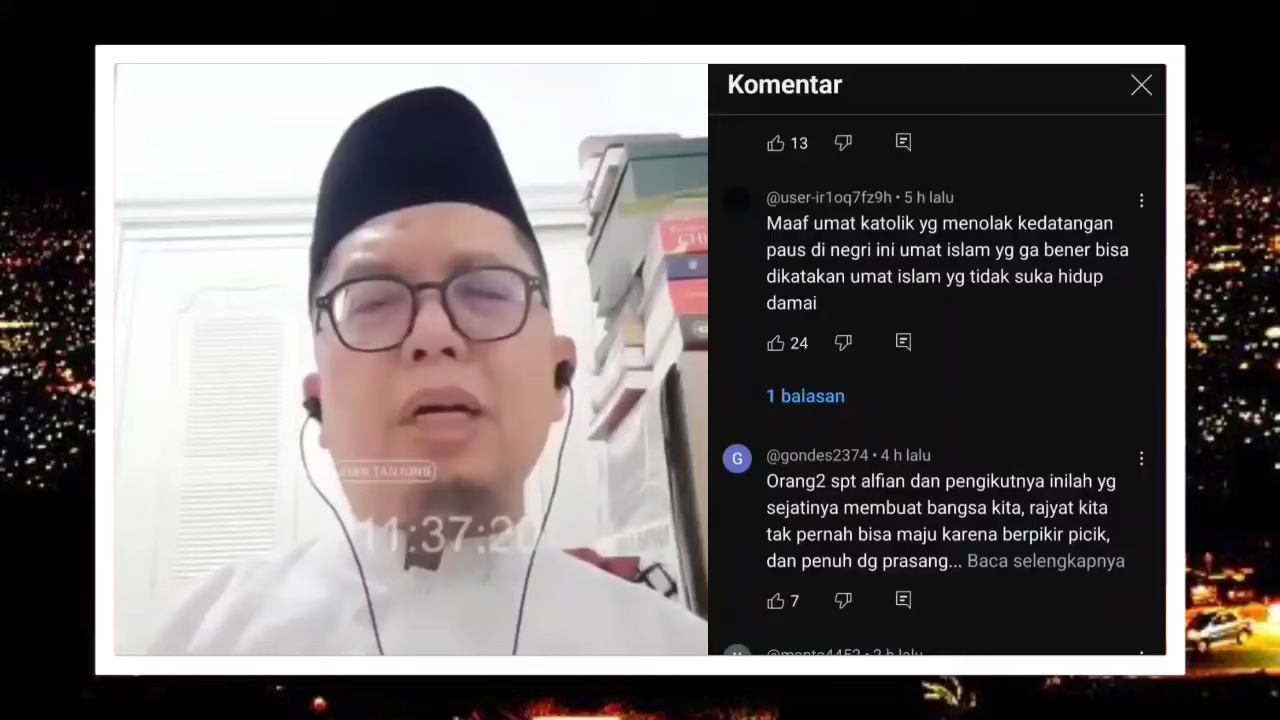 Komentar
13
@user-ir1oq7fz9h • 5 h lalu
Maaf umat katolik yg menolak kedatangan
paus di negri ini umat islam yg ga bener bisa
dikatakan umat islam yg tidak suka hidup
damai
24
1 balasan
G
@gondes2374 • 4 h lalu
Orang2 spt alfian dan pengikutnya inilah yg
sejatinya membuat bangsa kita, rajyat kita
tak pernah bisa maju karena berpikir picik,
dan penuh dg prasang... Baca selengkapnya
7
TANJUNG
11:37:20